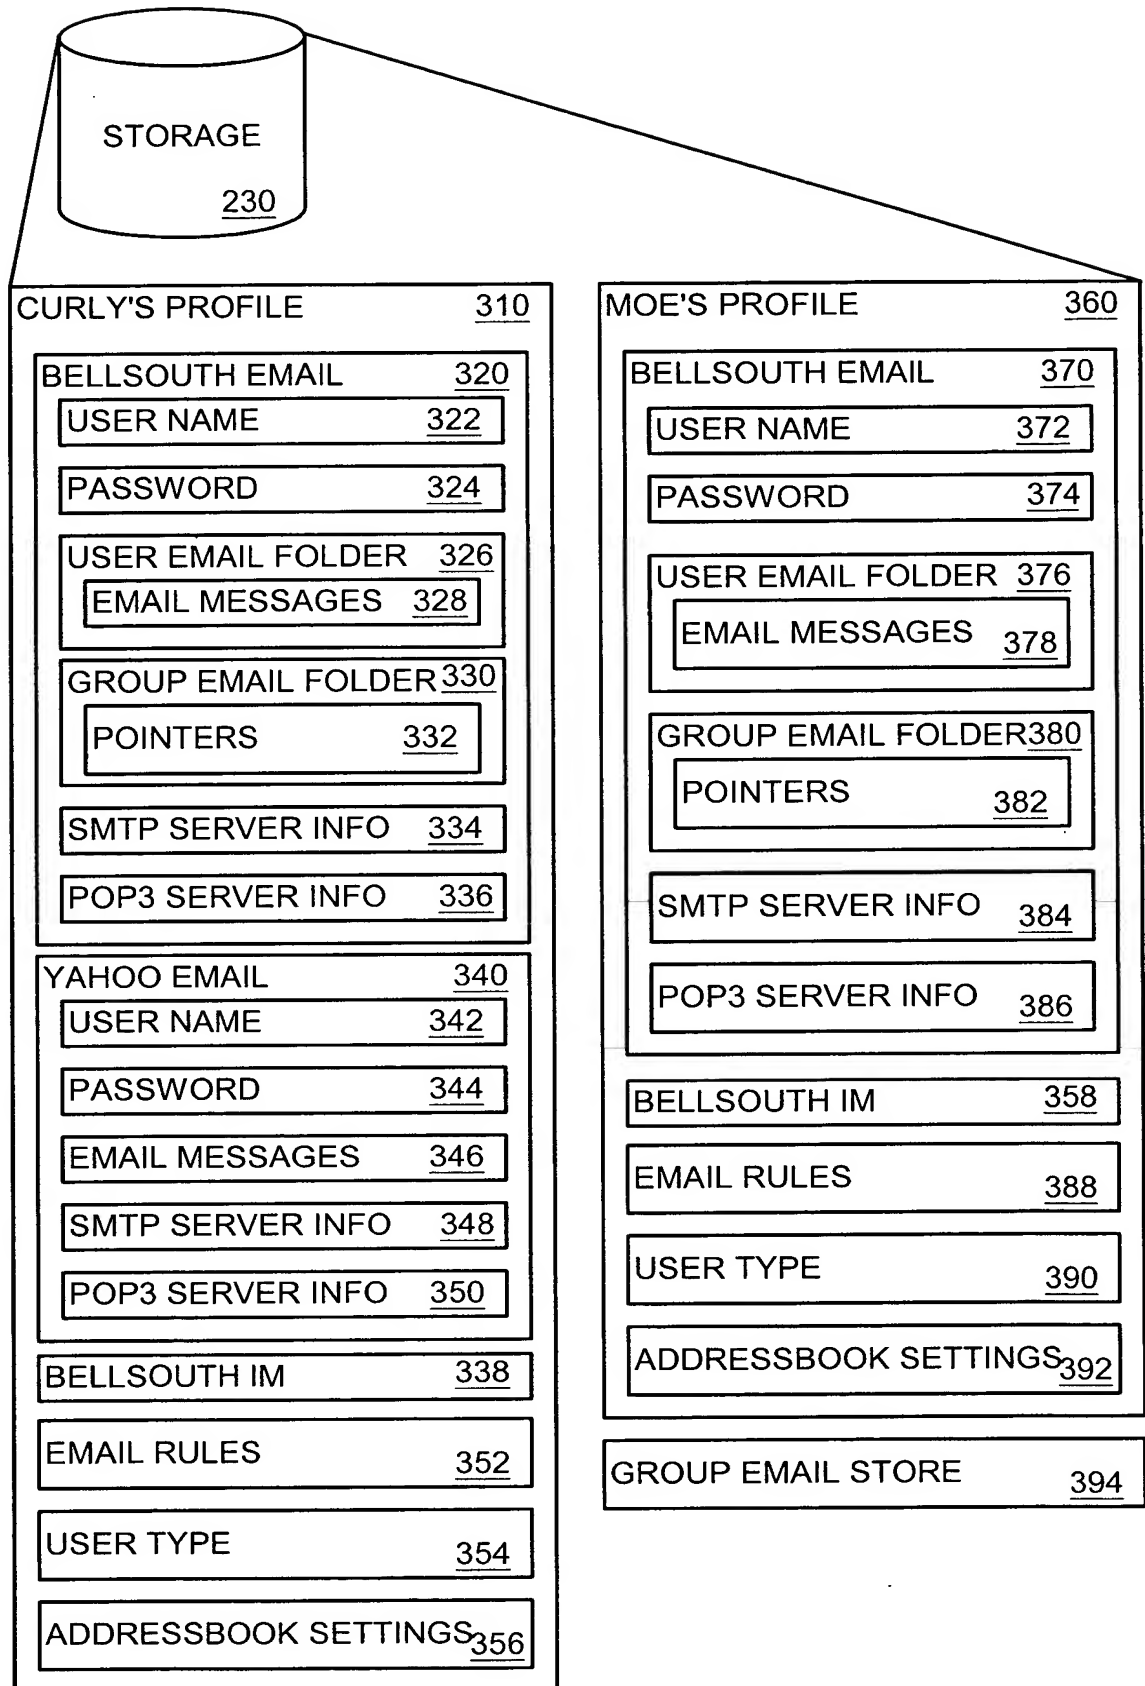 STORAGE
230
CURLY'S PROFILE 310
BELLSOUTH EMAIL 320
USER NAME 322
PASSWORD 324
USER EMAIL FOLDER 326
EMAIL MESSAGES 328
GROUP EMAIL FOLDER 330
POINTERS 332
SMTP SERVER INFO 334
POP3 SERVER INFO 336
YAHOO EMAIL 340
USER NAME 342
PASSWORD 344
EMAIL MESSAGES 346
SMTP SERVER INFO 348
POP3 SERVER INFO 350
BELLSOUTH IM 338
EMAIL RULES 352
USER TYPE 354
ADDRESSBOOK SETTINGS 356
MOE'S PROFILE 360
BELLSOUTH EMAIL 370
USER NAME 372
PASSWORD 374
USER EMAIL FOLDER 376
EMAIL MESSAGES 378
GROUP EMAIL FOLDER 380
POINTERS 382
SMTP SERVER INFO 384
POP3 SERVER INFO 386
BELLSOUTH IM 358
EMAIL RULES 388
USER TYPE 390
ADDRESSBOOK SETTINGS 392
GROUP EMAIL STORE 394